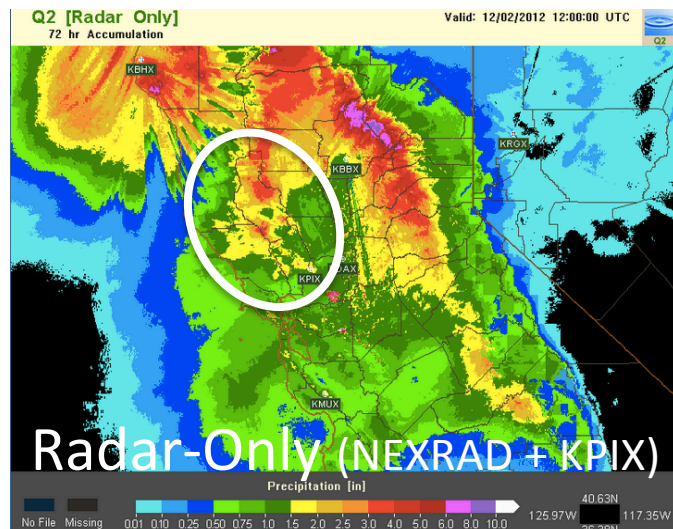 Q2 [Radar Only]
Valid: 12/02/2012 12:00:00 UTC
72 hr Accumulation
Q2
KBHX
KRGX
KBBX
KPIX
KMUX
Radar-Only (NEXRAD + KPIX)
Precipitation [in]
No File
Missing
0.01 0.10 0.25 0.50 0.75 1.0 1.5 2.0 2.5 3.0 4.0 5.0 6.0 8.0 10.0
40.63N
125.97W
117.35W